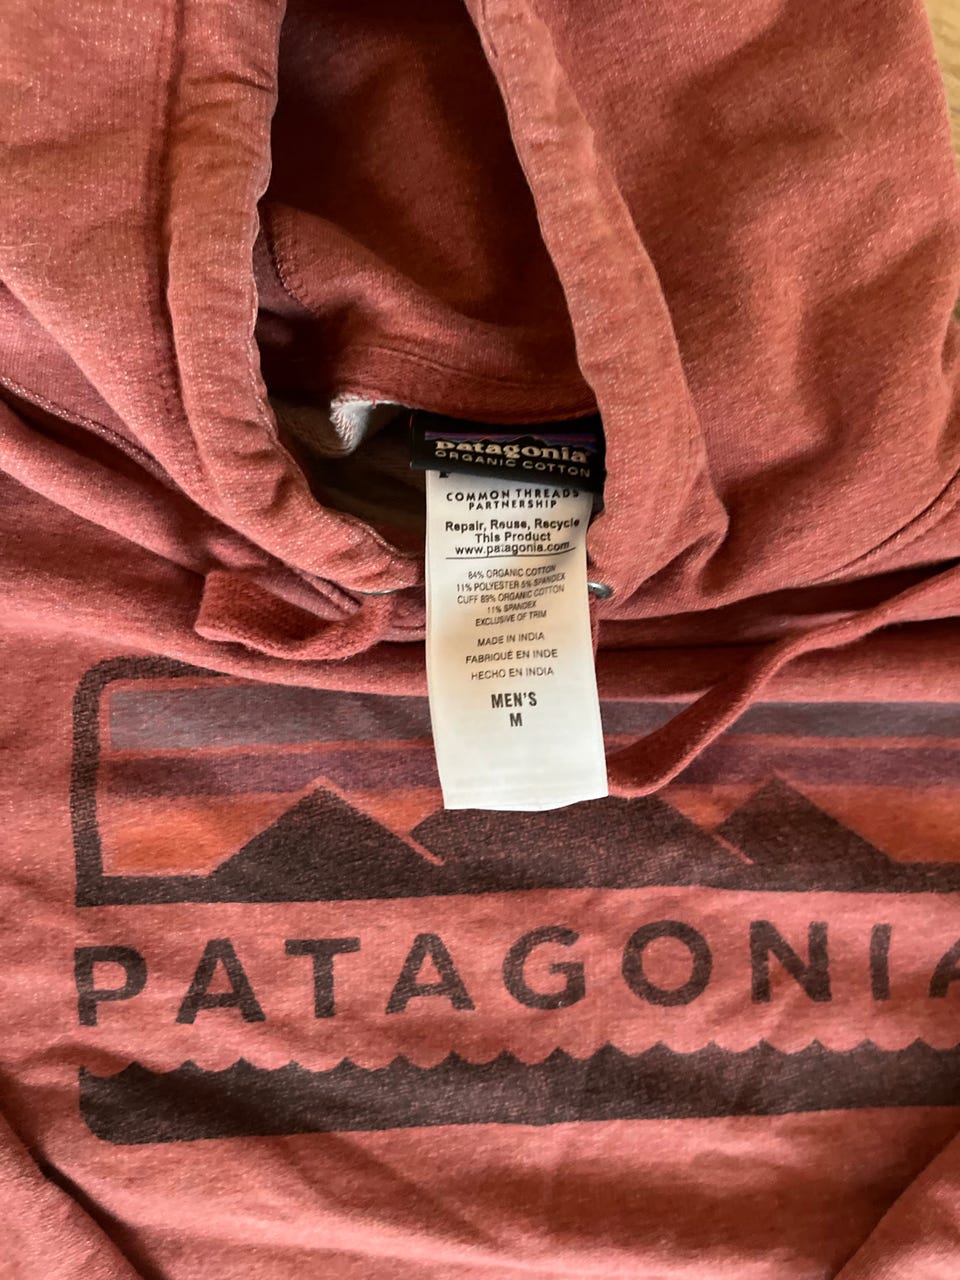 patagonia®
ORGANIC COTTON
COMMON THREADS
PARTNERSHIP
Repair, Reuse, Recycle
This Product
www.patagonia.com
84% ORGANIC COTTON
11% POLYESTER 5% SPANDEX
CUFF 89% ORGANIC COTTON
11% SPANDEX
EXCLUSIVE OF TRIM
MADE IN INDIA
FABRIQUÉ EN INDE
HECHO EN INDIA
MEN'S
M
PATAGONIA